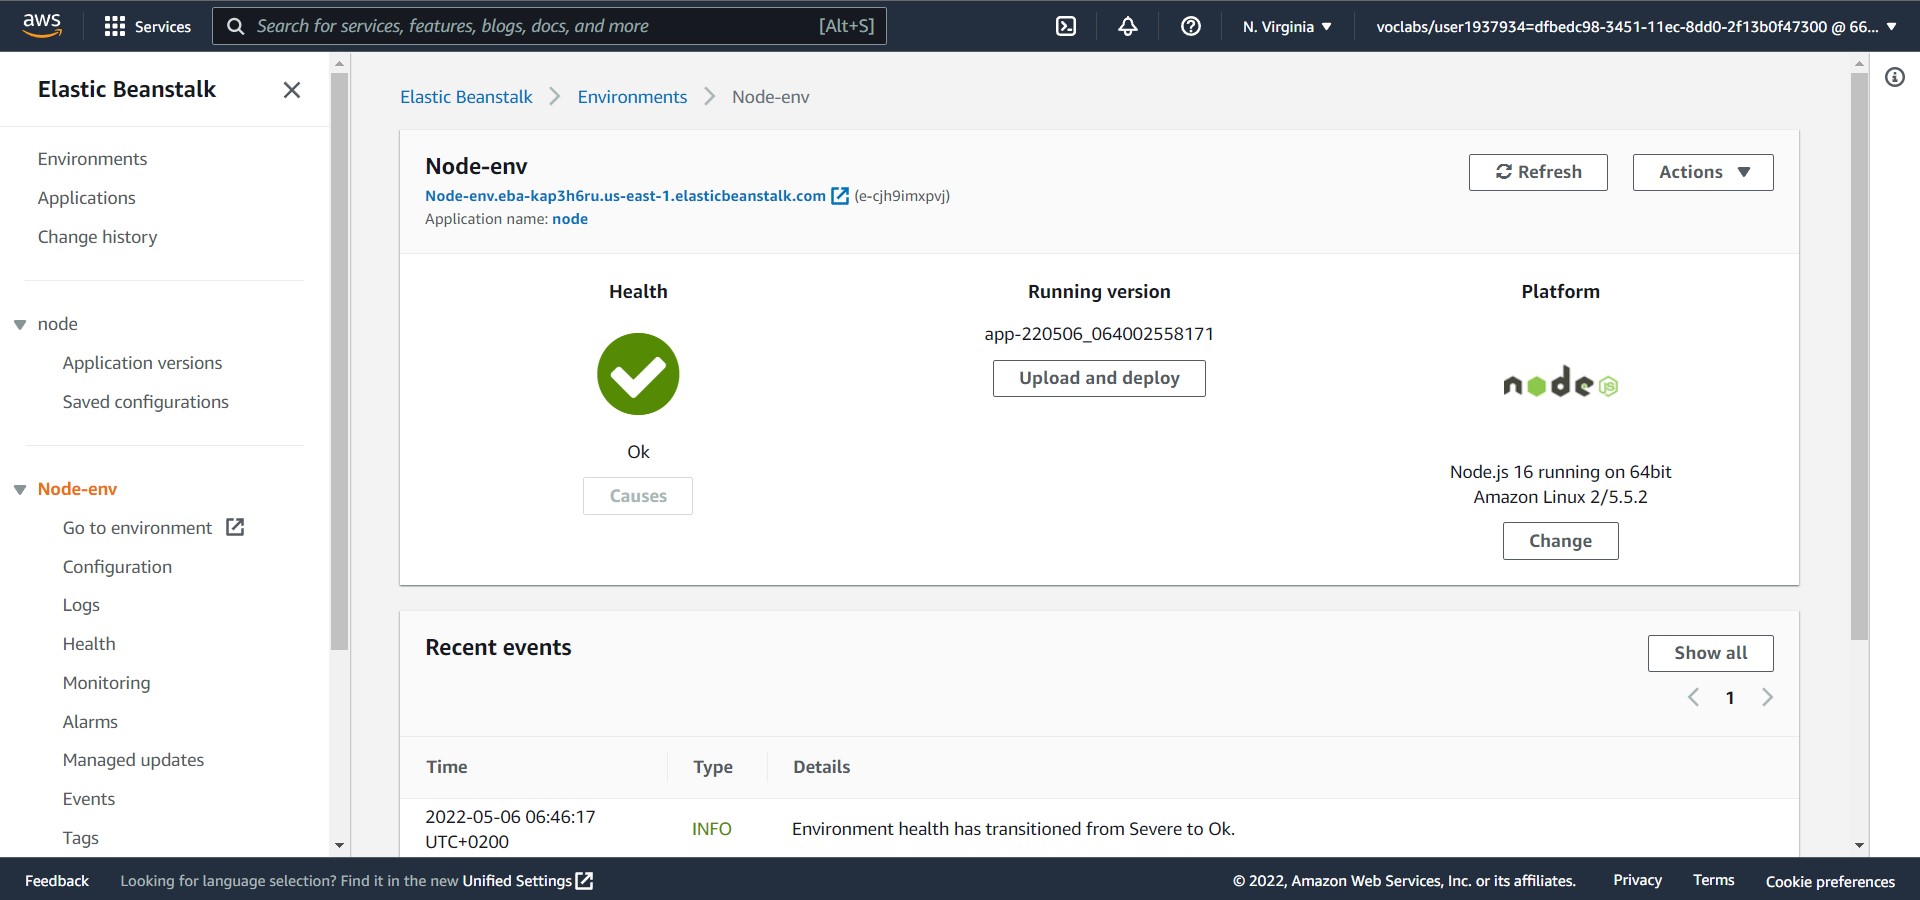 aws
Services
Search for services, features, blogs, docs, and more
[Alt+S]
N. Virginia
voclabs/user1937934=dfbedc98-3451-11ec-8dd0-2f13b0f47300 @ 66...
Elastic Beanstalk
Environments
Applications
Change history
node
Application versions
Saved configurations
Node-env
Go to environment
Configuration
Logs
Health
Monitoring
Alarms
Managed updates
Events
Tags
Elastic Beanstalk
Environments
Node-env
Node-env
Node-env.eba-kap3h6ru.us-east-1.elasticbeanstalk.com (e-cjh9imxpvj)
Application name: node
Refresh
Actions
Health
Ok
Causes
Running version
app-220506_064002558171
Upload and deploy
Platform
node JS
Node.js 16 running on 64bit
Amazon Linux 2/5.5.2
Change
Recent events
Show all
1
Time
Type
Details
2022-05-06 06:46:17
UTC+0200
INFO
Environment health has transitioned from Severe to Ok.
Feedback
Looking for language selection? Find it in the new Unified Settings
© 2022, Amazon Web Services, Inc. or its affiliates.
Privacy
Terms
Cookie preferences